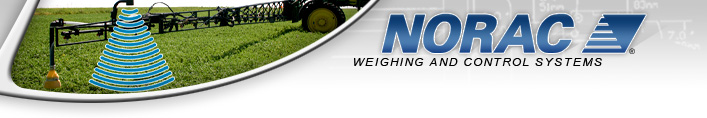 NORAC®
WEIGHING AND CONTROL SYSTEMS